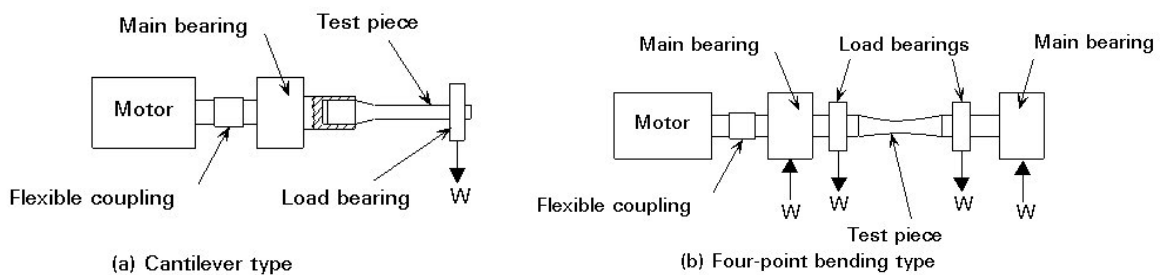 Main bearing
Test piece
Motor
Flexible coupling
Load bearing
W
(a) Cantilever type
Main bearing
Load bearings
Main bearing
Motor
Flexible coupling
W
W
W
W
Test piece
(b) Four-point bending type